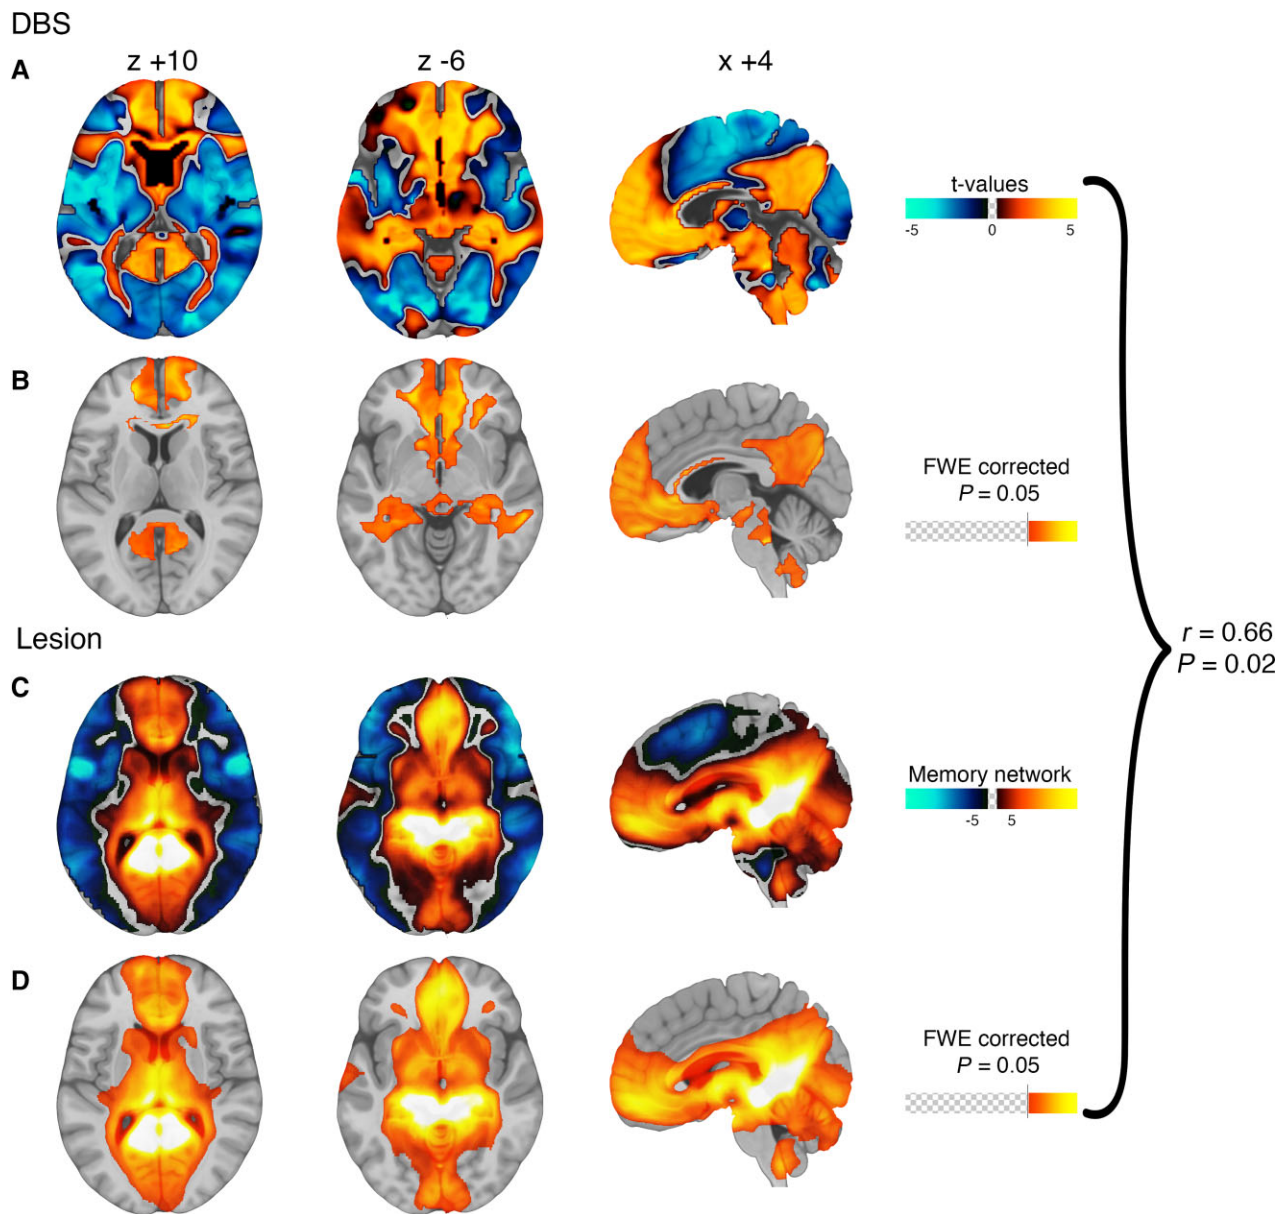 DBS
z +10
z -6
x +4
A
t-values
-5 0 5
B
FWE corrected
P = 0.05
r = 0.66
P = 0.02
Lesion
C
Memory network
-5 5
D
FWE corrected
P = 0.05